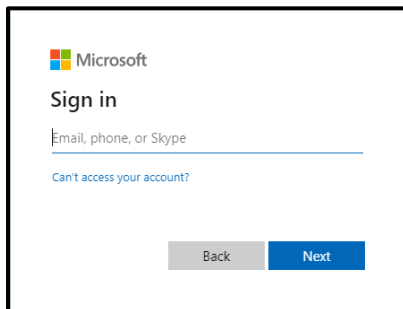 Microsoft
Sign in
Email, phone, or Skype
Can't access your account?
Back Next